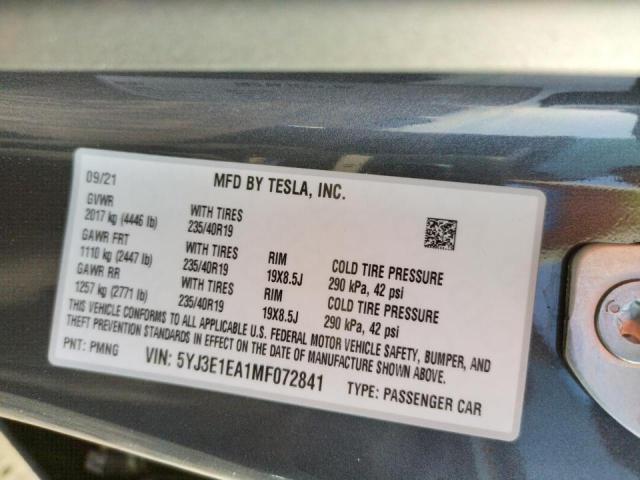 09/21 MFD BY TESLA, INC.
GVWR WITH TIRES
2017 kg (4446 lb) 235/40R19
GAWR FRT WITH TIRES RIM COLD TIRE PRESSURE
1110 kg (2447 lb) 235/40R19 19X8.5J 290 kPa, 42 psi
GAWR RR WITH TIRES RIM COLD TIRE PRESSURE
1257 kg (2771 lb) 235/40R19 19X8.5J 290 kPa, 42 psi
THIS VEHICLE CONFORMS TO ALL APPLICABLE U.S. FEDERAL MOTOR VEHICLE SAFETY, BUMPER, AND
THEFT PREVENTION STANDARDS IN EFFECT ON THE DATE OF MANUFACTURE SHOWN ABOVE.
PNT: PMNG VIN: 5YJ3E1EA1MF072841 TYPE: PASSENGER CAR